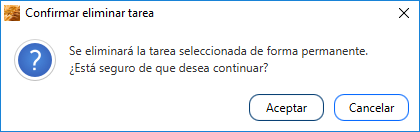 Confirmar eliminar tarea
Se eliminará la tarea seleccionada de forma permanente.
¿Está seguro de que desea continuar?
Aceptar
Cancelar